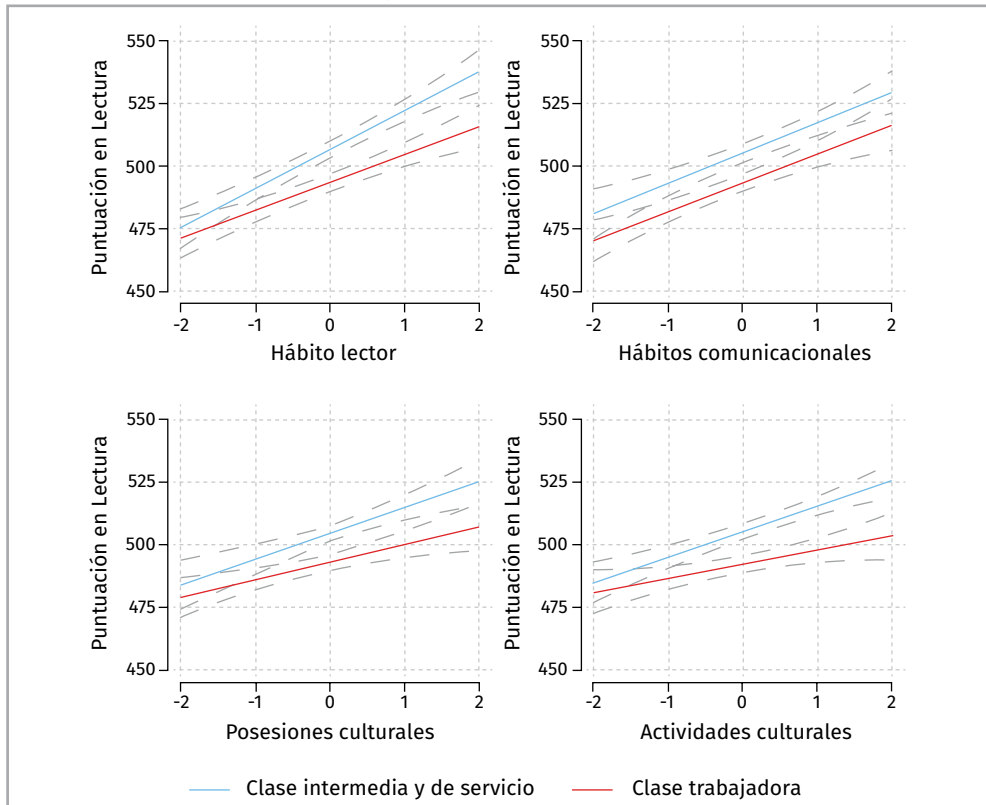 550
525
500
475
450
Puntuación en Lectura
-2 -1 0 1 2
Hábito lector
550
525
500
475
450
Puntuación en Lectura
-2 -1 0 1 2
Hábitos comunicacionales
550
525
500
475
450
Puntuación en Lectura
-2 -1 0 1 2
Posesiones culturales
550
525
500
475
450
Puntuación en Lectura
-2 -1 0 1 2
Actividades culturales
Clase intermedia y de servicio Clase trabajadora